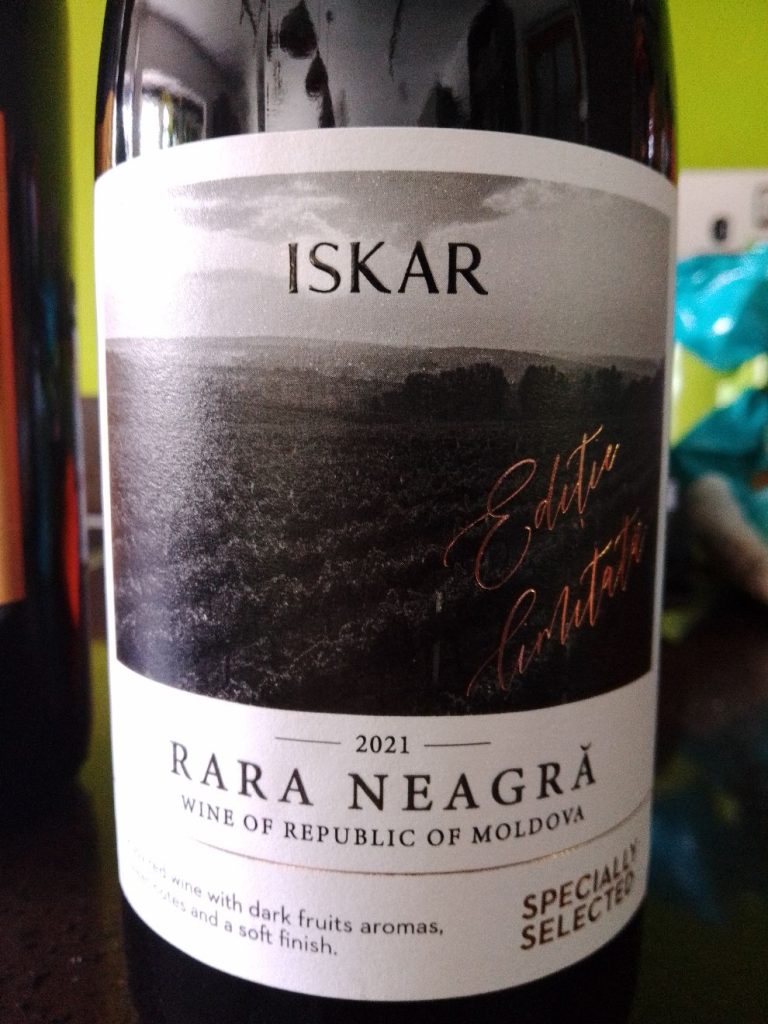 ISKAR
Ediție
limitată
2021
RARA NEAGRĂ
WINE OF REPUBLIC OF MOLDOVA
red wine with dark fruits aromas,
notes and a soft finish.
SPECIALLY
SELECTED